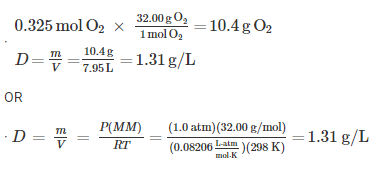 0.325 mol O₂ × 32.00 g O₂ / 1 mol O₂ = 10.4 g O₂
. D = m/V = 10.4 g / 7.95 L = 1.31 g/L
OR
· D = m/V = P(MM)/RT = (1.0 atm)(32.00 g/mol) / (0.08206 L·atm/mol·K)(298 K) = 1.31 g/L